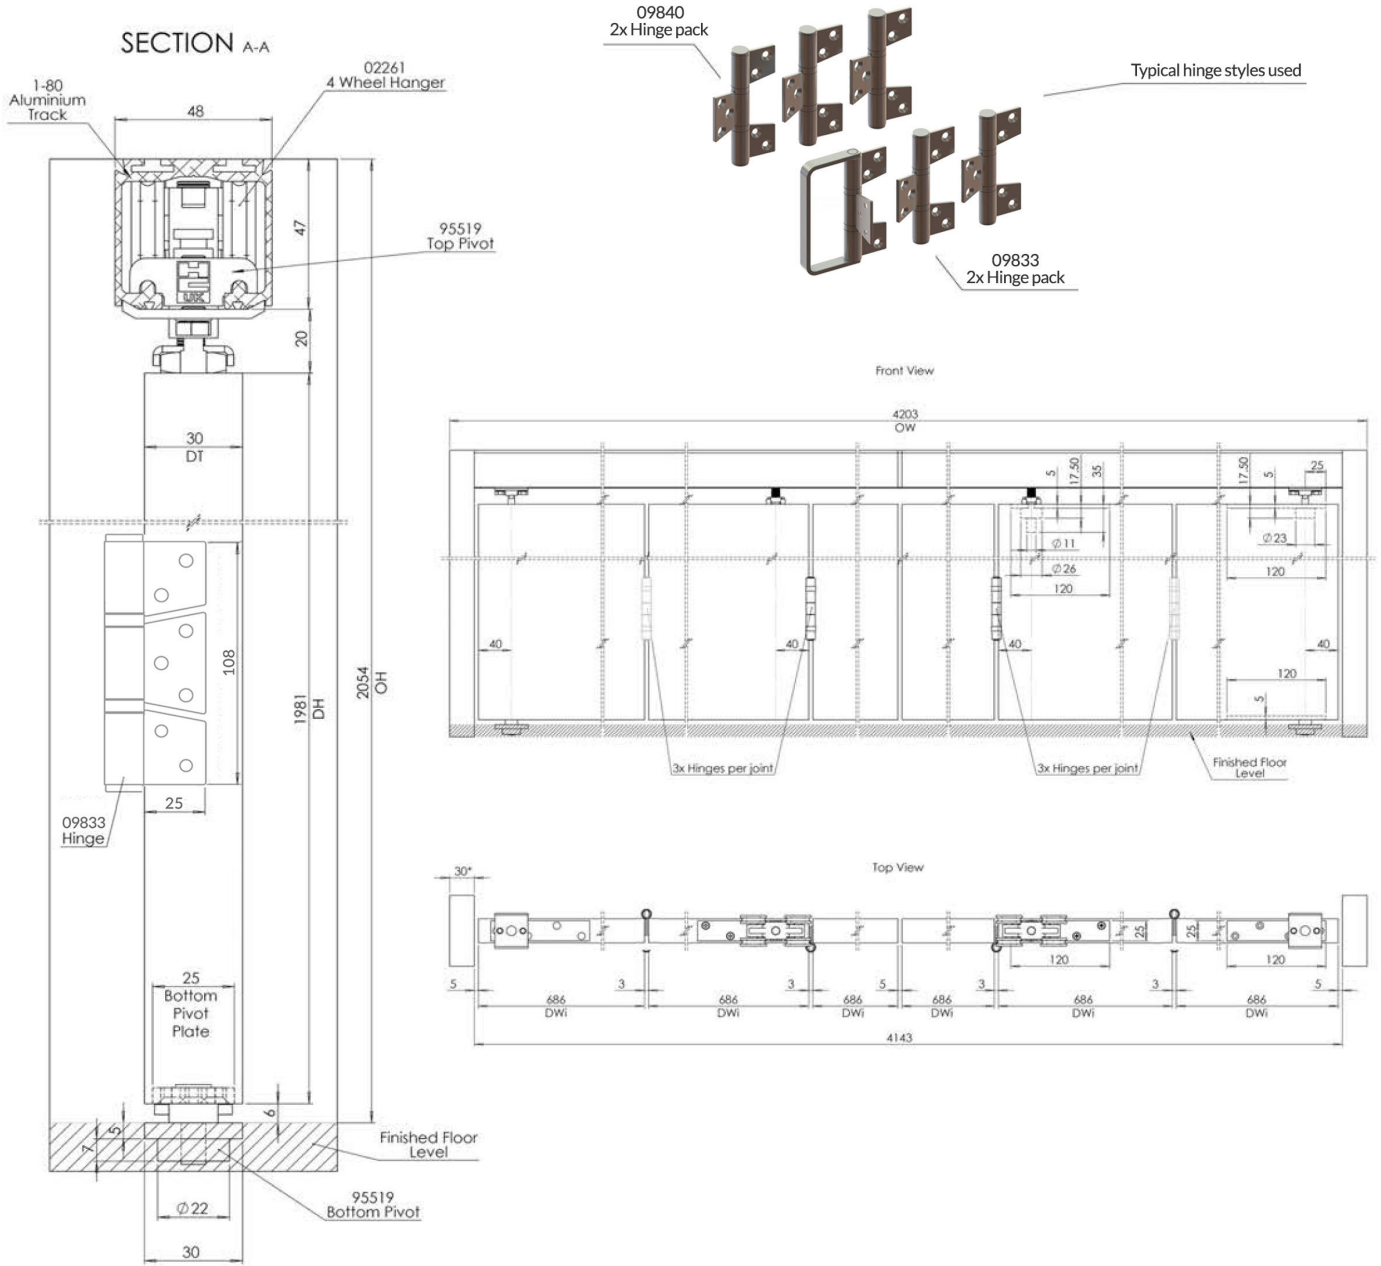 SECTION A-A
1-80
Aluminium
Track
02261
4 Wheel Hanger
48
47
95519
Top Pivot
UK
20
30
DT
108
1981
DH
2054
OH
25
09833
Hinge
25
Bottom
Pivot
Plate
6
5
7
Finished Floor
Level
95519
Bottom Pivot
Ø22
30
09840
2x Hinge pack
Typical hinge styles used
09833
2x Hinge pack
Front View
4203
OW
5
17.50
35
17.50
5
25
Ø11
Ø26
120
Ø23
120
40
40
40
40
120
5
3x Hinges per joint
3x Hinges per joint
Finished Floor
Level
Top View
30*
25
25
120
120
5
686
DWi
3
686
DWi
3
686
DWi
5
686
DWi
3
686
DWi
3
686
DWi
5
4143